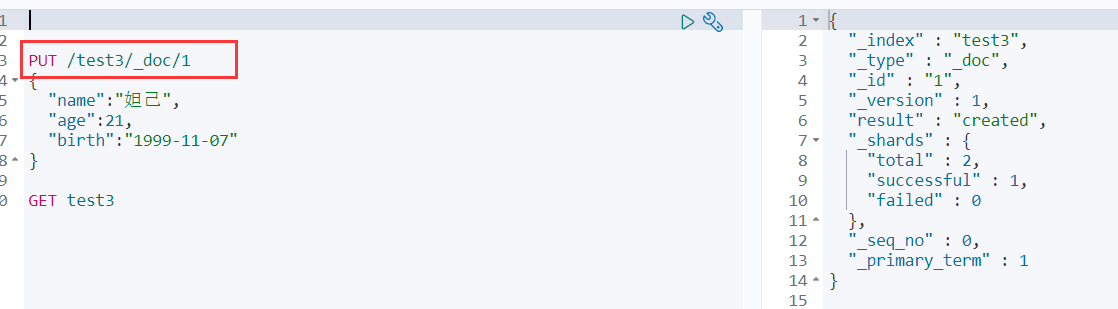 1
2
3 PUT /test3/_doc/1
4 {
5 "name":"妲己",
6 "age":21,
7 "birth":"1999-11-07"
8 }
9
0 GET test3
1 {
2 "_index" : "test3",
3 "_type" : "_doc",
4 "_id" : "1",
5 "_version" : 1,
6 "result" : "created",
7 "_shards" : {
8 "total" : 2,
9 "successful" : 1,
10 "failed" : 0
11 },
12 "_seq_no" : 0,
13 "_primary_term" : 1
14 }
15